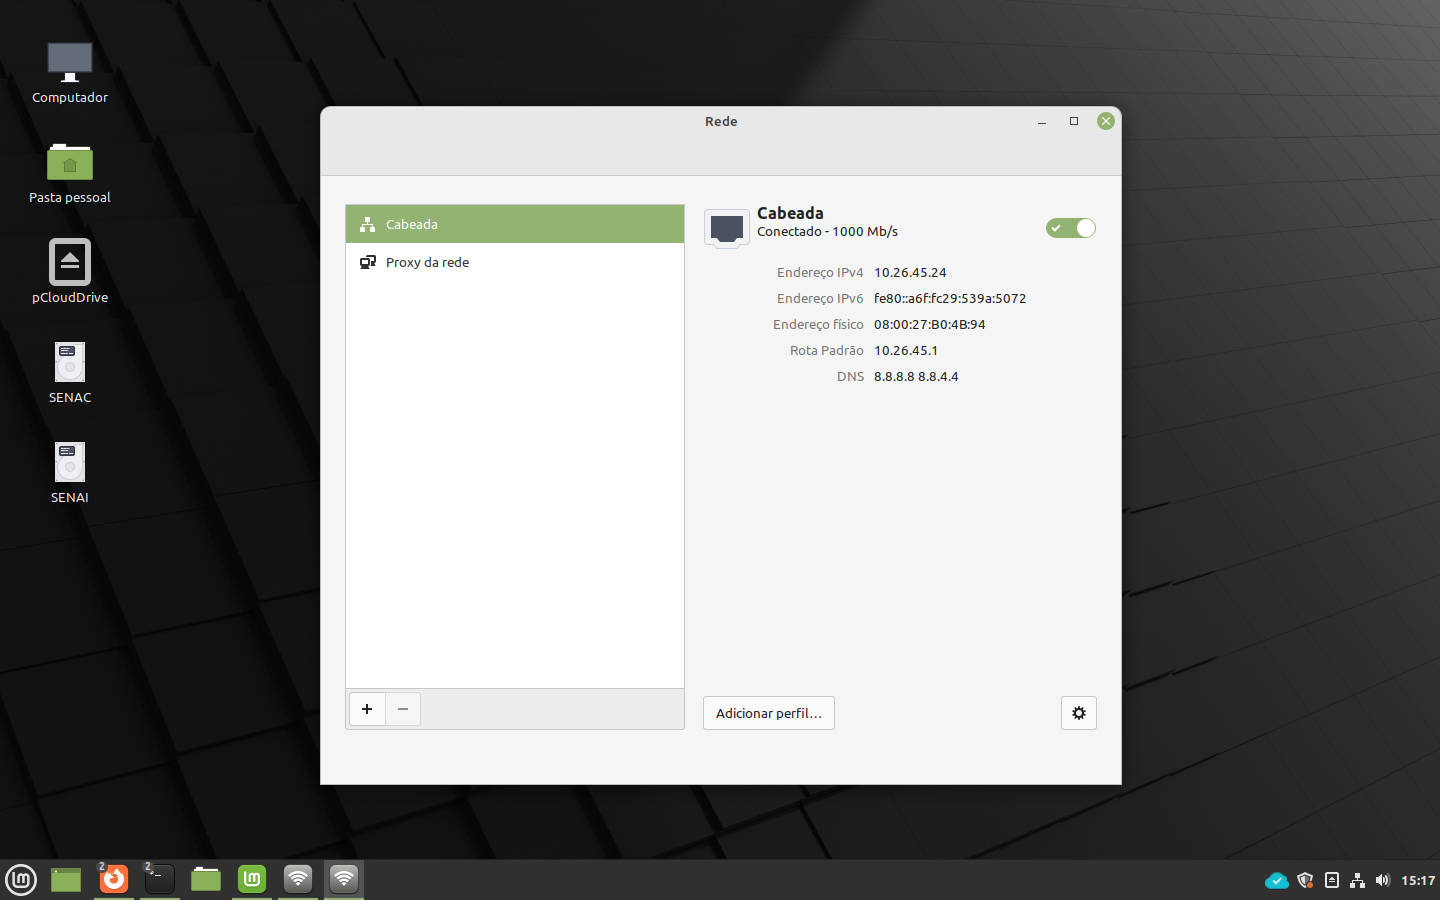 Computador
Pasta pessoal
pCloudDrive
SENAC
SENAI
Rede
Cabeada
Proxy da rede
Cabeada
Conectado - 1000 Mb/s
Endereço IPv4 10.26.45.24
Endereço IPv6 fe80::a6f:fc29:539a:5072
Endereço físico 08:00:27:B0:4B:94
Rota Padrão 10.26.45.1
DNS 8.8.8.8 8.8.4.4
Adicionar perfil...
2
2
15:17